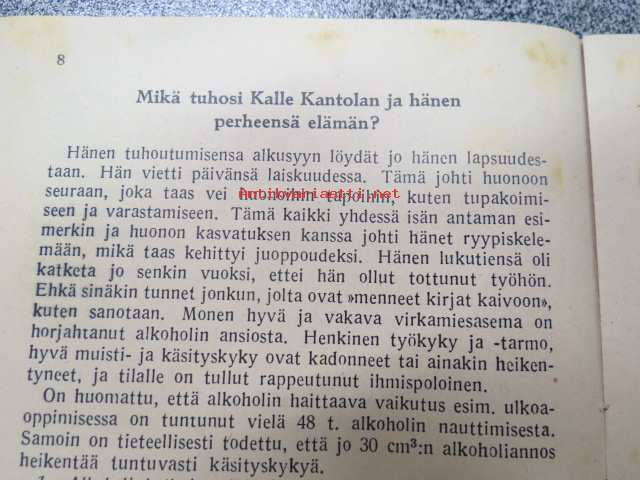 8
Mikä tuhosi Kalle Kantolan ja hänen
perheensä elämän?
Hänen tuhoutumisensa alkusyyn löydät jo hänen lapsuudes-
taan. Hän vietti päivänsä laiskuudessa. Tämä johti huonoon
seuraan, joka taas vei huonoihin tapoihin, kuten tupakoimi-
seen ja varastamiseen. Tämä kaikki yhdessä isän antaman esi-
merkin ja huonon kasvatuksen kanssa johti hänet ryypiskele-
mään, mikä taas kehittyi juoppoudeksi. Hänen lukutiensä oli
katketa jo senkin vuoksi, ettei hän ollut tottunut työhön.
Ehkä sinäkin tunnet jonkun, jolta ovat »menneet kirjat kaivoon»,
kuten sanotaan. Monen hyvä ja vakava virkamiesasema on
horjahtanut alkoholin ansiosta. Henkinen työkyky ja -tarmo,
hyvä muisti- ja käsityskyky ovat kadonneet tai ainakin heiken-
tyneet, ja tilalle on tullut rappeutunut ihmispoloinen.
On huomattu, että alkoholin haittaava vaikutus esim. ulkoa-
oppimisessa on tuntunut vielä 48 t. alkoholin nauttimisesta.
Samoin on tieteellisesti todettu, että jo 30 cm³:n alkoholiannos
heikentää tuntuvasti käsityskykyä.